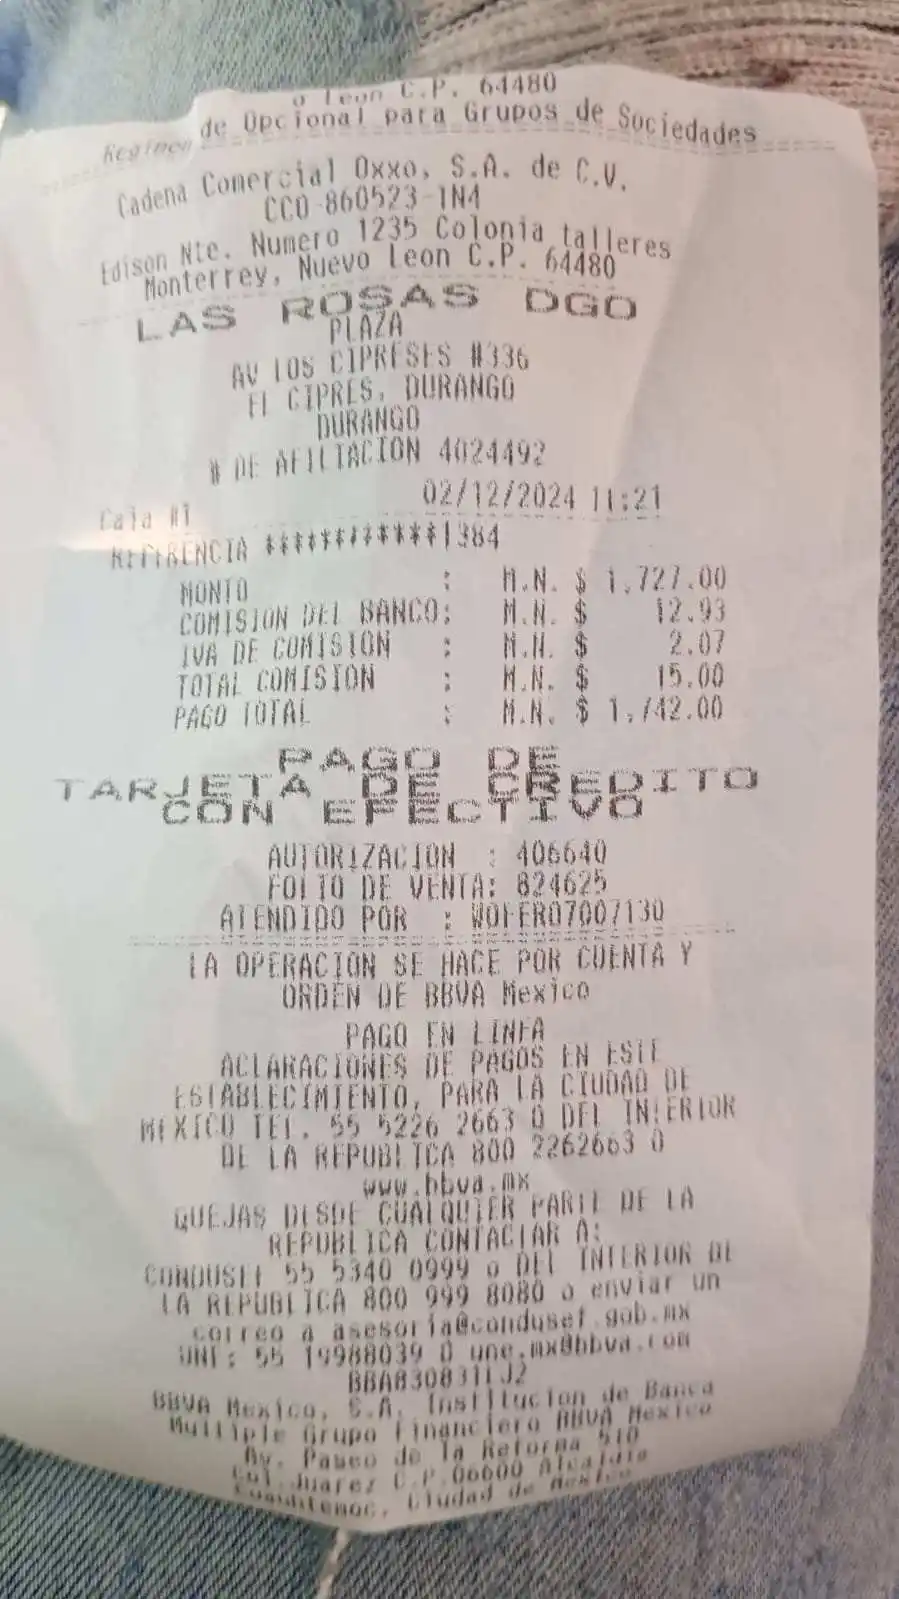 o Leon C.P. 64480
Regimen de Opcional para Grupos de Sociedades
Cadena Comercial Oxxo, S.A. de C.V.
CCO-860523-1N4
Edison Nte. Numero 1235 Colonia talleres
Monterrey, Nuevo Leon C.P. 64480
LAS ROSAS DGO
PLAZA
AV LOS CIPRESES #336
EL CIPRES, DURANGO
DURANGO
# DE AFILIACION 4024492
02/12/2024 11:21
Caja #1
REFERENCIA ************1384
MONTO : M.N. $ 1,727.00
COMISION DEL BANCO: M.N. $ 12.93
IVA DE COMISION : M.N. $ 2.07
TOTAL COMISION : M.N. $ 15.00
PAGO TOTAL : M.N. $ 1,742.00
PAGO DE
TARJETA DE CREDITO
CON EFECTIVO
AUTORIZACION : 406640
FOLIO DE VENTA: 824625
ATENDIDO POR : WOFER07007130
LA OPERACION SE HACE POR CUENTA Y
ORDEN DE BBVA Mexico
PAGO EN LINEA
ACLARACIONES DE PAGOS EN ESTE
ESTABLECIMIENTO, PARA LA CIUDAD DE
MEXICO TEL. 55 5226 2663 O DEL INTERIOR
DE LA REPUBLICA 800 2262663 O
www.bbva.mx
QUEJAS DESDE CUALQUIER PARTE DE LA
REPUBLICA CONTACTAR A:
CONDUSEF 55 5340 0999 o DEL INTERIOR DE
LA REPUBLICA 800 999 8080 o enviar un
correo a asesoria@condusef.gob.mx
UNE: 55 19988039 O une.mx@bbva.com
BBA830831LJ2
BBVA Mexico, S.A. Institucion de Banca
Multiple Grupo Financiero BBVA Mexico
Av. Paseo de la Reforma 510
Col. Juarez C.P.06600 Alcaldia
Cuauhtemoc, Ciudad de Mexico